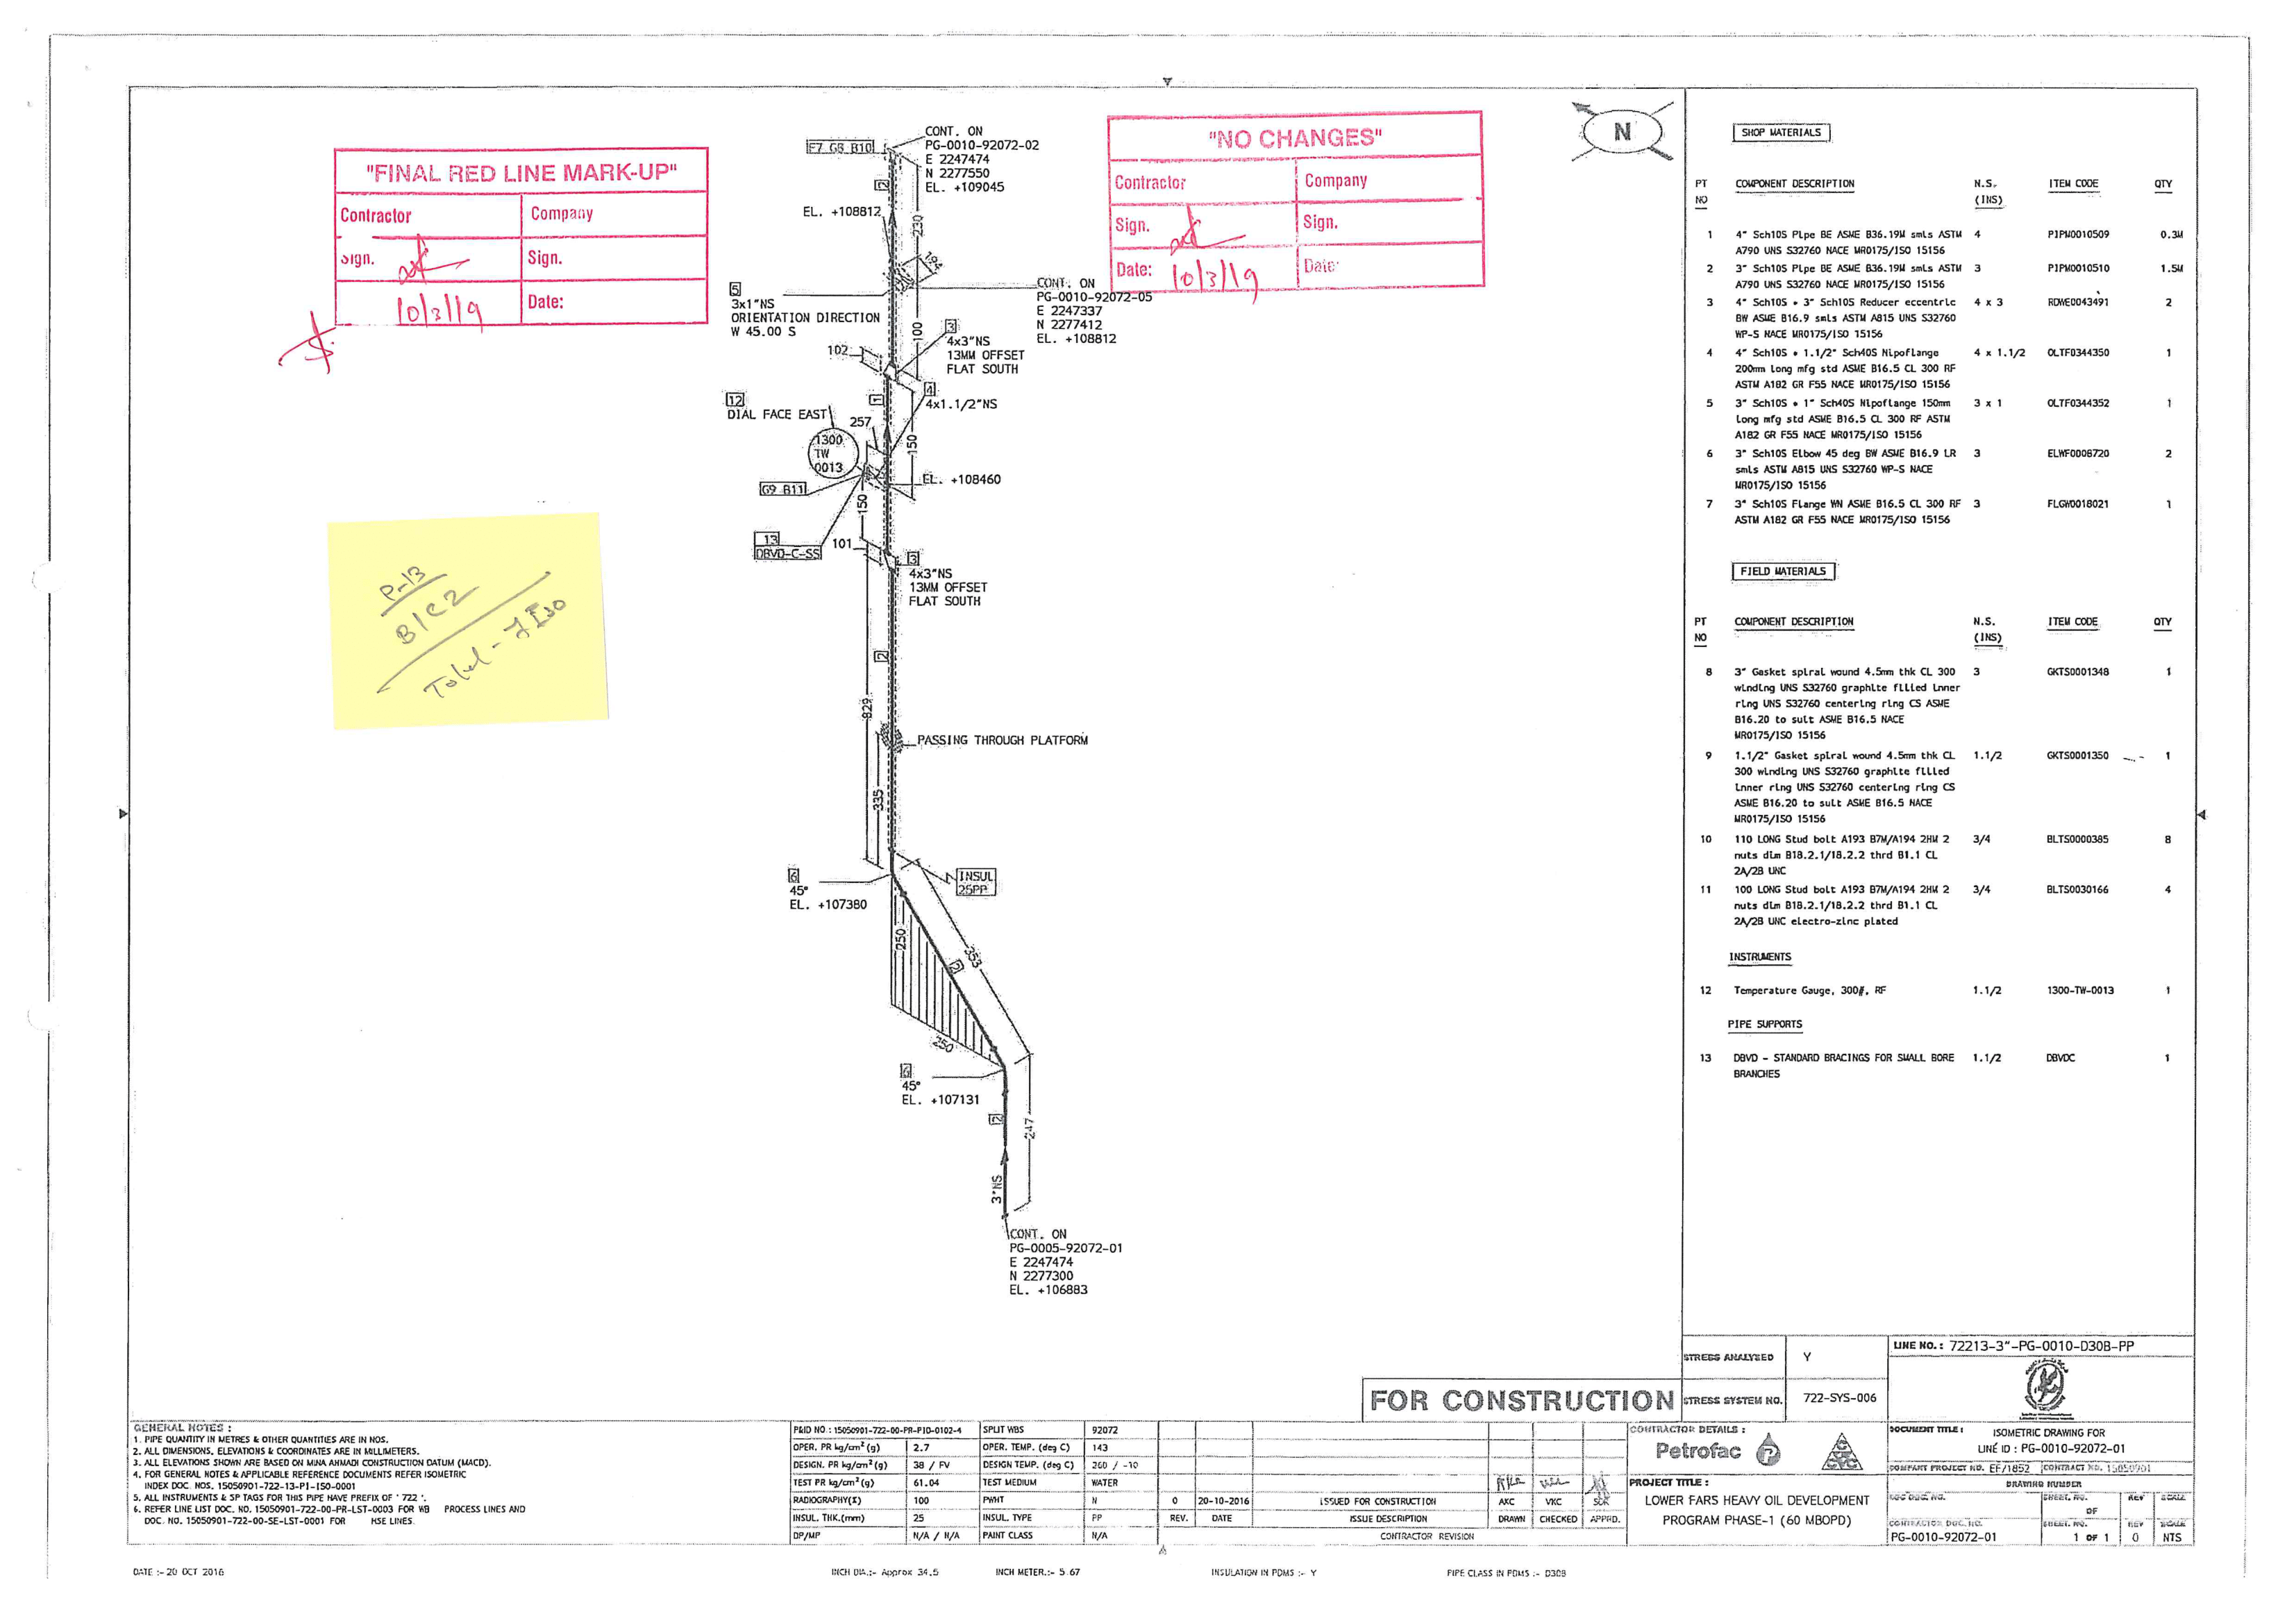 "FINAL RED LINE MARK-UP"
Contractor Company
Sign. Sign.
10/3/19 Date:
"NO CHANGES"
Contractor Company
Sign. Sign.
Date: 10/3/19 Date:
N
P-13
B/C2
Total - 7 ISO
F7 G8 B10
CONT. ON
PG-0010-92072-02
E 2247474
N 2277550
EL. +109045
2
EL. +108812
230
194
5
3x1"NS
ORIENTATION DIRECTION
W 45.00 S
CONT. ON
PG-0010-92072-05
E 2247337
N 2277412
EL. +108812
100
3
4x3"NS
13MM OFFSET
FLAT SOUTH
102
4
4x1.1/2"NS
1
12
DIAL FACE EAST
257
1300
TW
0013
150
EL. +108460
G9 B11
150
13
DBVD-C-SS
101
3
4x3"NS
13MM OFFSET
FLAT SOUTH
2
829
PASSING THROUGH PLATFORM
335
6
45°
EL. +107380
INSUL
25PP
250
353
2
250
6
45°
EL. +107131
2
247
3"NS
CONT. ON
PG-0005-92072-01
E 2247474
N 2277300
EL. +106883
SHOP MATERIALS
PT NO COMPONENT DESCRIPTION N.S. (INS) ITEM CODE QTY
1 4" Sch10S Pipe BE ASME B36.19M smls ASTM 4 PIPM0010509 0.3M
A790 UNS S32760 NACE MR0175/ISO 15156
2 3" Sch10S Pipe BE ASME B36.19M smls ASTM 3 PIPM0010510 1.5M
A790 UNS S32760 NACE MR0175/ISO 15156
3 4" Sch10S * 3" Sch10S Reducer eccentric 4 x 3 RDWE0043491 2
BW ASME B16.9 smls ASTM A815 UNS S32760
WP-S NACE MR0175/ISO 15156
4 4" Sch10S * 1.1/2" Sch40S Nipoflange 4 x 1.1/2 OLTF0344350 1
200mm long mfg std ASME B16.5 CL 300 RF
ASTM A182 GR F55 NACE MR0175/ISO 15156
5 3" Sch10S * 1" Sch40S Nipoflange 150mm 3 x 1 OLTF0344352 1
long mfg std ASME B16.5 CL 300 RF ASTM
A182 GR F55 NACE MR0175/ISO 15156
6 3" Sch10S Elbow 45 deg BW ASME B16.9 LR 3 ELWF0008720 2
smls ASTM A815 UNS S32760 WP-S NACE
MR0175/ISO 15156
7 3" Sch10S Flange WN ASME B16.5 CL 300 RF 3 FLGW0018021 1
ASTM A182 GR F55 NACE MR0175/ISO 15156
FIELD MATERIALS
PT NO COMPONENT DESCRIPTION N.S. (INS) ITEM CODE QTY
8 3" Gasket spiral wound 4.5mm thk CL 300 3 GKTS0001348 1
winding UNS S32760 graphite filled inner
ring UNS S32760 centering ring CS ASME
B16.20 to suit ASME B16.5 NACE
MR0175/ISO 15156
9 1.1/2" Gasket spiral wound 4.5mm thk CL 1.1/2 GKTS0001350 1
300 winding UNS S32760 graphite filled
inner ring UNS S32760 centering ring CS
ASME B16.20 to suit ASME B16.5 NACE
MR0175/ISO 15156
10 110 LONG Stud bolt A193 B7M/A194 2HM 2 3/4 BLTS0000385 8
nuts dim B18.2.1/18.2.2 thrd B1.1 CL
2A/2B UNC
11 100 LONG Stud bolt A193 B7M/A194 2HM 2 3/4 BLTS0030166 4
nuts dim B18.2.1/18.2.2 thrd B1.1 CL
2A/2B UNC electro-zinc plated
INSTRUMENTS
12 Temperature Gauge, 300#, RF 1.1/2 1300-TW-0013 1
PIPE SUPPORTS
13 DBVD - STANDARD BRACINGS FOR SMALL BORE 1.1/2 DBVDC 1
BRANCHES
FOR CONSTRUCTION
STRESS ANALYSED Y
STRESS SYSTEM NO. 722-SYS-006
LINE NO.: 72213-3"-PG-0010-D30B-PP
GENERAL NOTES :
1. PIPE QUANTITY IN METRES & OTHER QUANTITIES ARE IN NOS.
2. ALL DIMENSIONS, ELEVATIONS & COORDINATES ARE IN MILLIMETERS.
3. ALL ELEVATIONS SHOWN ARE BASED ON MINA AHMADI CONSTRUCTION DATUM (MACD).
4. FOR GENERAL NOTES & APPLICABLE REFERENCE DOCUMENTS REFER ISOMETRIC
INDEX DOC. NOS. 15050901-722-13-PI-ISO-0001
5. ALL INSTRUMENTS & SP TAGS FOR THIS PIPE HAVE PREFIX OF ' 722 '.
6. REFER LINE LIST DOC. NO. 15050901-722-00-PR-LST-0003 FOR WB PROCESS LINES AND
DOC. NO. 15050901-722-00-SE-LST-0001 FOR HSE LINES.
P&ID NO : 15050901-722-00-PR-PID-0102-4 SPLIT WBS 92072
OPER. PR kg/cm²(g) 2.7 OPER. TEMP. (deg C) 143
DESIGN. PR kg/cm²(g) 38 / FV DESIGN TEMP. (deg C) 260 / -10
TEST PR kg/cm²(g) 61.04 TEST MEDIUM WATER
RADIOGRAPHY(%) 100 PWHT N
INSUL. THK.(mm) 25 INSUL. TYPE PP
DP/MP N/A / N/A PAINT CLASS N/A
0 20-10-2016 ISSUED FOR CONSTRUCTION AKC VKC SGK
REV. DATE ISSUE DESCRIPTION DRAWN CHECKED APPRD.
CONTRACTOR REVISION
CONTRACTOR DETAILS :
Petrofac
PROJECT TITLE :
LOWER FARS HEAVY OIL DEVELOPMENT
PROGRAM PHASE-1 (60 MBOPD)
DOCUMENT TITLE : ISOMETRIC DRAWING FOR
LINE ID : PG-0010-92072-01
COMPANY PROJECT NO. EF/1852 CONTRACT NO. 15050901
DRAWING NUMBER
SHEET. NO. REV SCALE
OF
CONTRACTOR DOC. NO. SHEET. NO. REV SCALE
PG-0010-92072-01 1 OF 1 0 NTS
DATE :- 20 OCT 2016 INCH DIA.:- Approx 34.5 INCH METER.:- 5.67 INSULATION IN PDMS :- Y PIPE CLASS IN PDMS :- D30B